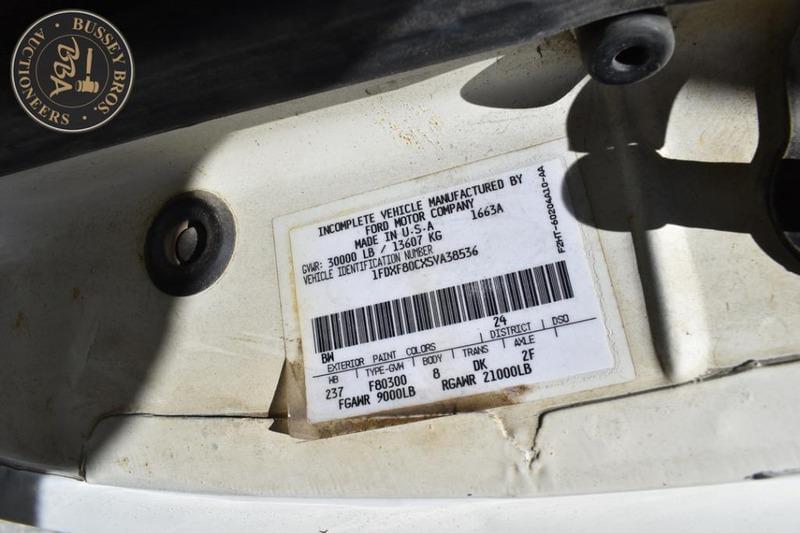 BUSSEY BROS.
AUCTIONEERS
BBA
INCOMPLETE VEHICLE MANUFACTURED BY
FORD MOTOR COMPANY
1663A
MADE IN U.S.A
GVWR: 30000 LB / 13607 KG
VEHICLE IDENTIFICATION NUMBER
1FDXF80CXSVA38536
F2HT-60204A10-AA
BW 24
EXTERIOR PAINT COLORS DISTRICT DSO
WB TYPE-GVW BODY TRANS AXLE
237 F80300 8 DK 2F
FGAWR 9000LB RGAWR 21000LB